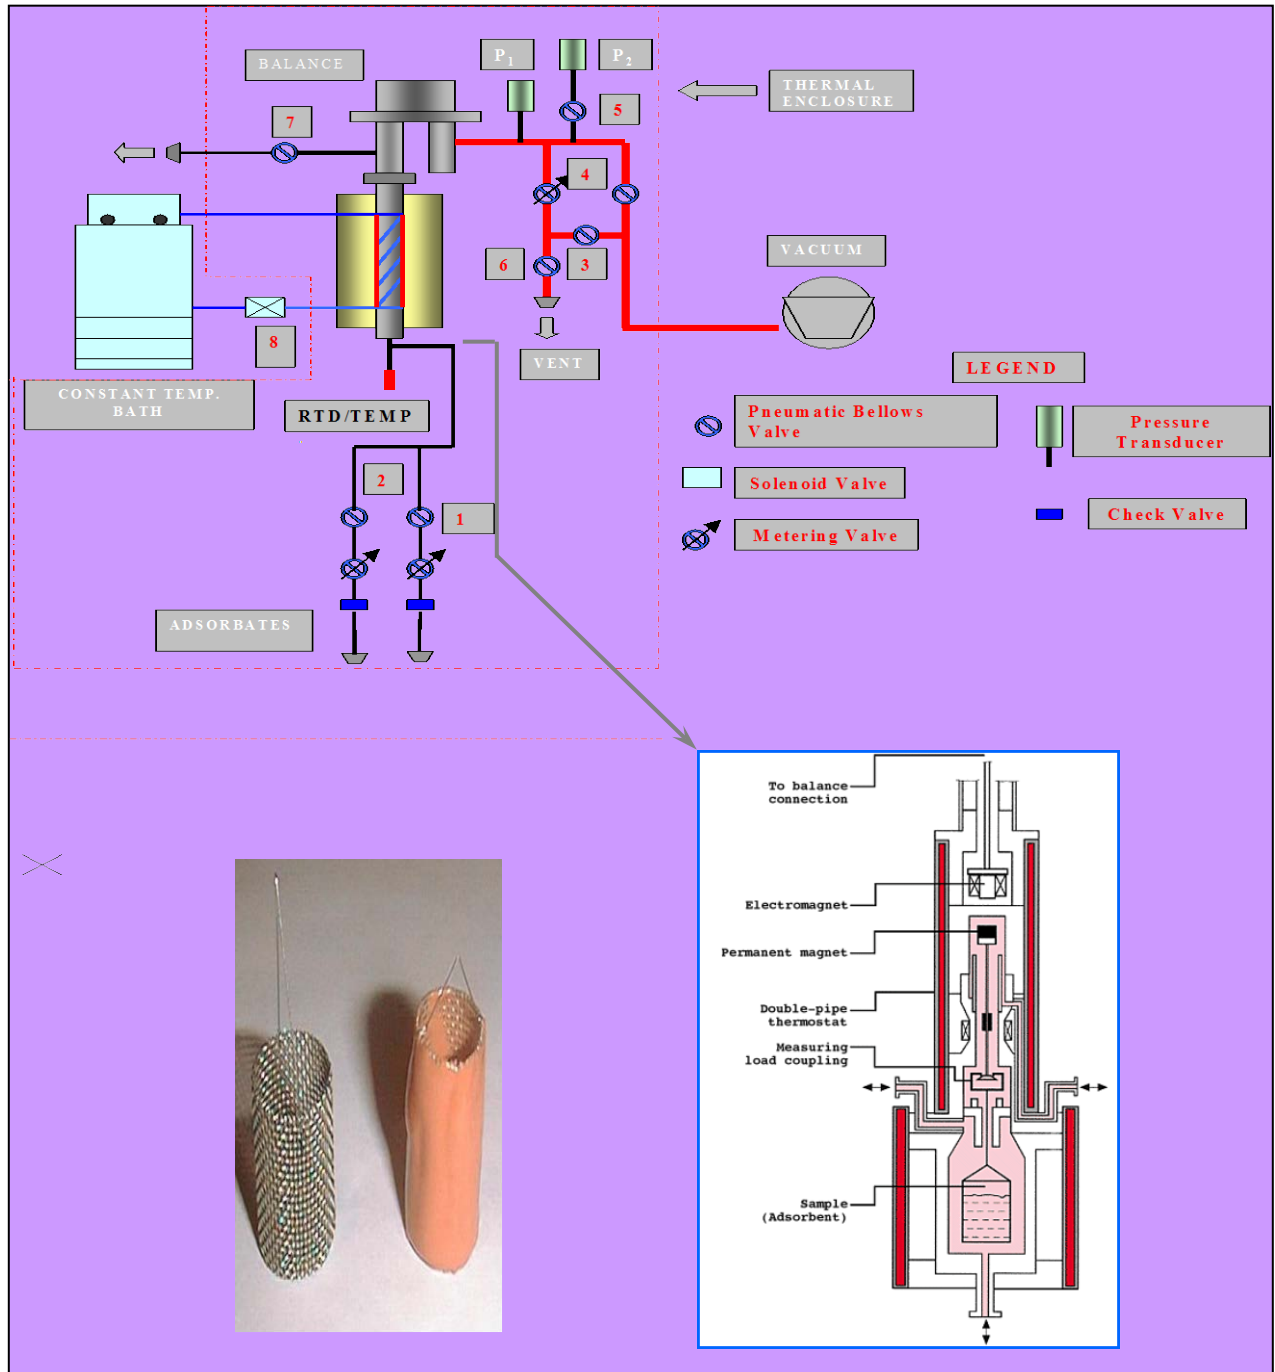 P1
P2
BALANCE
THERMAL
ENCLOSURE
5
7
4
6
3
VACUUM
8
VENT
LEGEND
CONSTANT TEMP.
BATH
RTD/TEMP
Pneumatic Bellows
Valve
Pressure
Transducer
2
Solenoid Valve
1
Check Valve
Metering Valve
ADSORBATES
To balance
connection
Electromagnet
Permanent magnet
Double-pipe
thermostat
Measuring
load coupling
Sample
(Adsorbent)